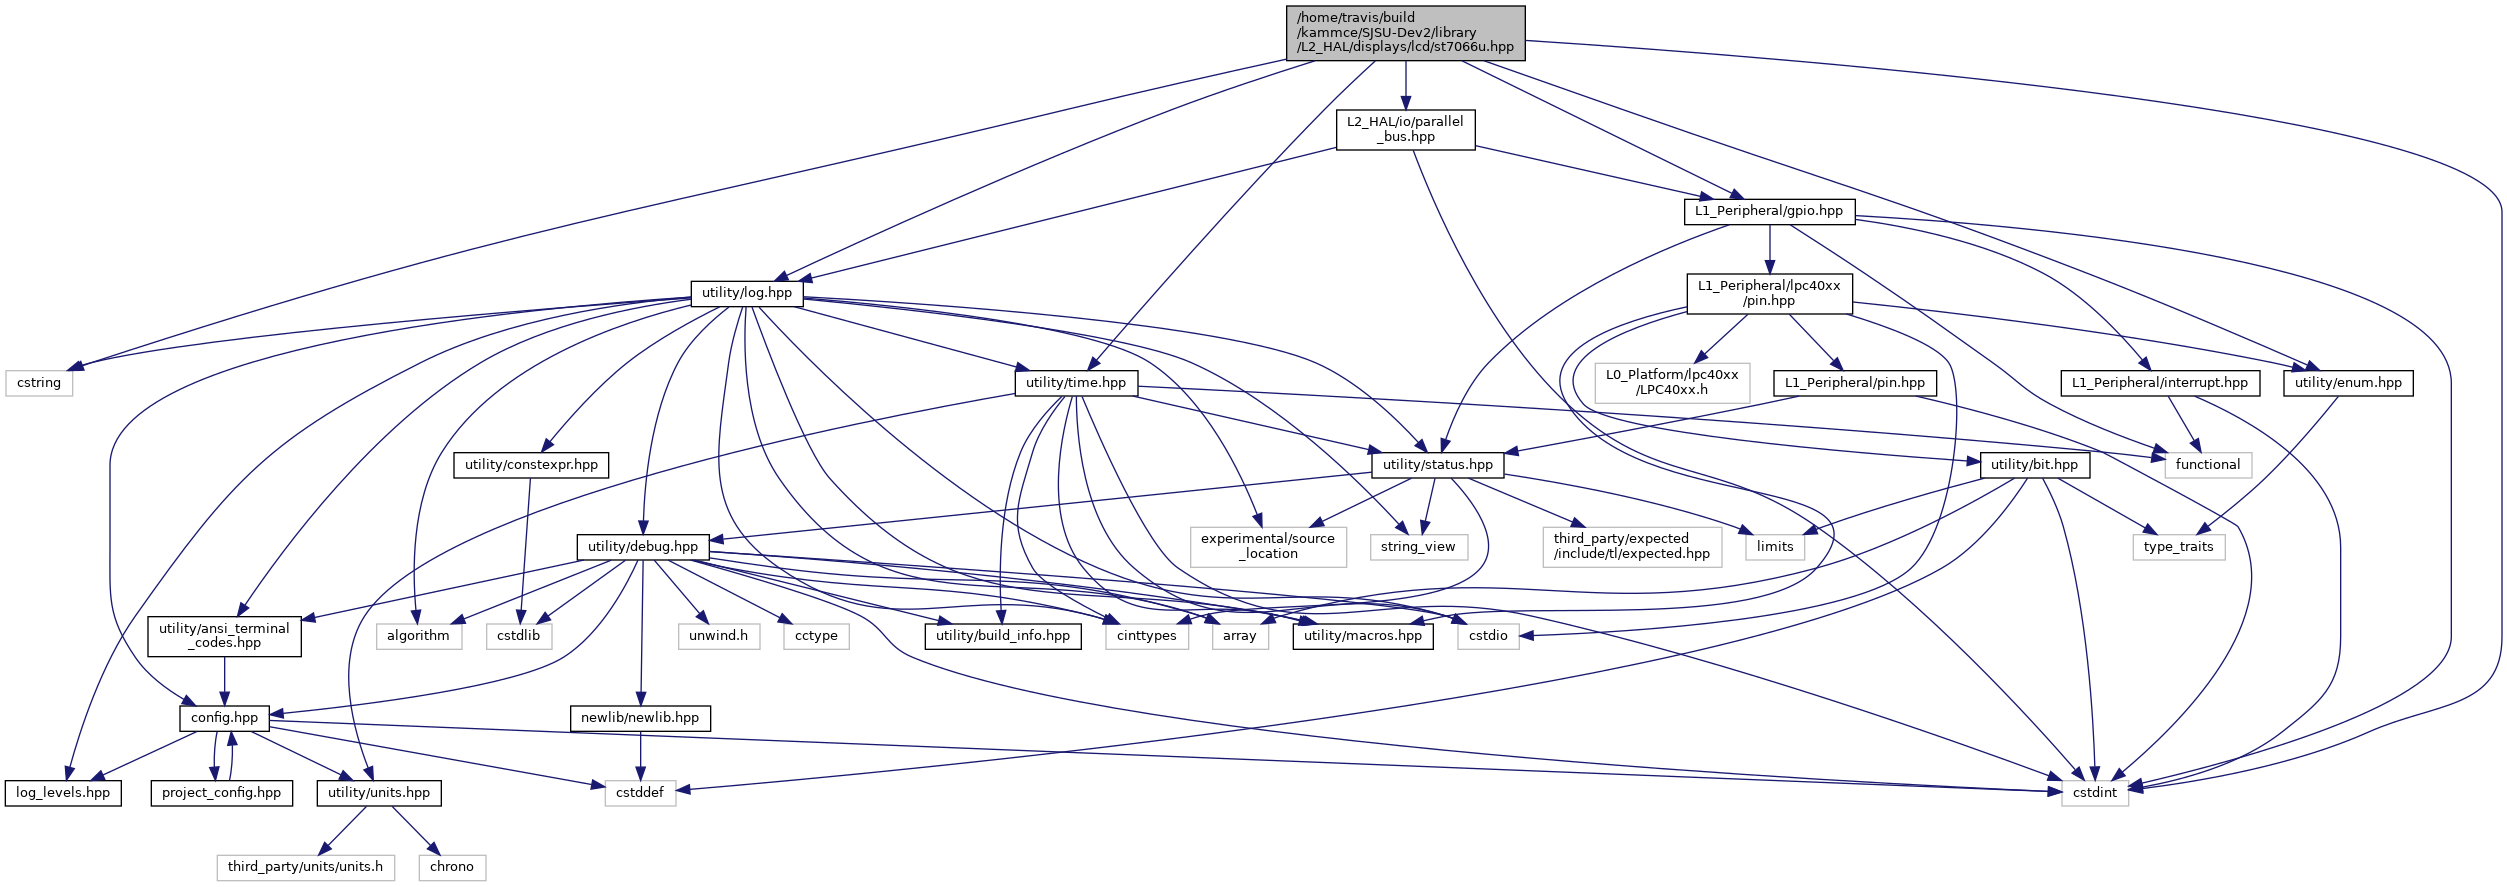 /home/travis/build
/kammce/SJSU-Dev2/library
/L2_HAL/displays/lcd/st7066u.hpp
L2_HAL/io/parallel
_bus.hpp
L1_Peripheral/gpio.hpp
utility/log.hpp
L1_Peripheral/lpc40xx
/pin.hpp
cstring
utility/time.hpp
L0_Platform/lpc40xx
/LPC40xx.h
L1_Peripheral/pin.hpp
L1_Peripheral/interrupt.hpp
utility/enum.hpp
utility/constexpr.hpp
utility/status.hpp
utility/bit.hpp
functional
utility/debug.hpp
experimental/source
_location
string_view
third_party/expected
/include/tl/expected.hpp
limits
type_traits
utility/ansi_terminal
_codes.hpp
algorithm
cstdlib
unwind.h
cctype
utility/build_info.hpp
cinttypes
array
utility/macros.hpp
cstdio
config.hpp
newlib/newlib.hpp
log_levels.hpp
project_config.hpp
utility/units.hpp
cstddef
cstdint
third_party/units/units.h
chrono